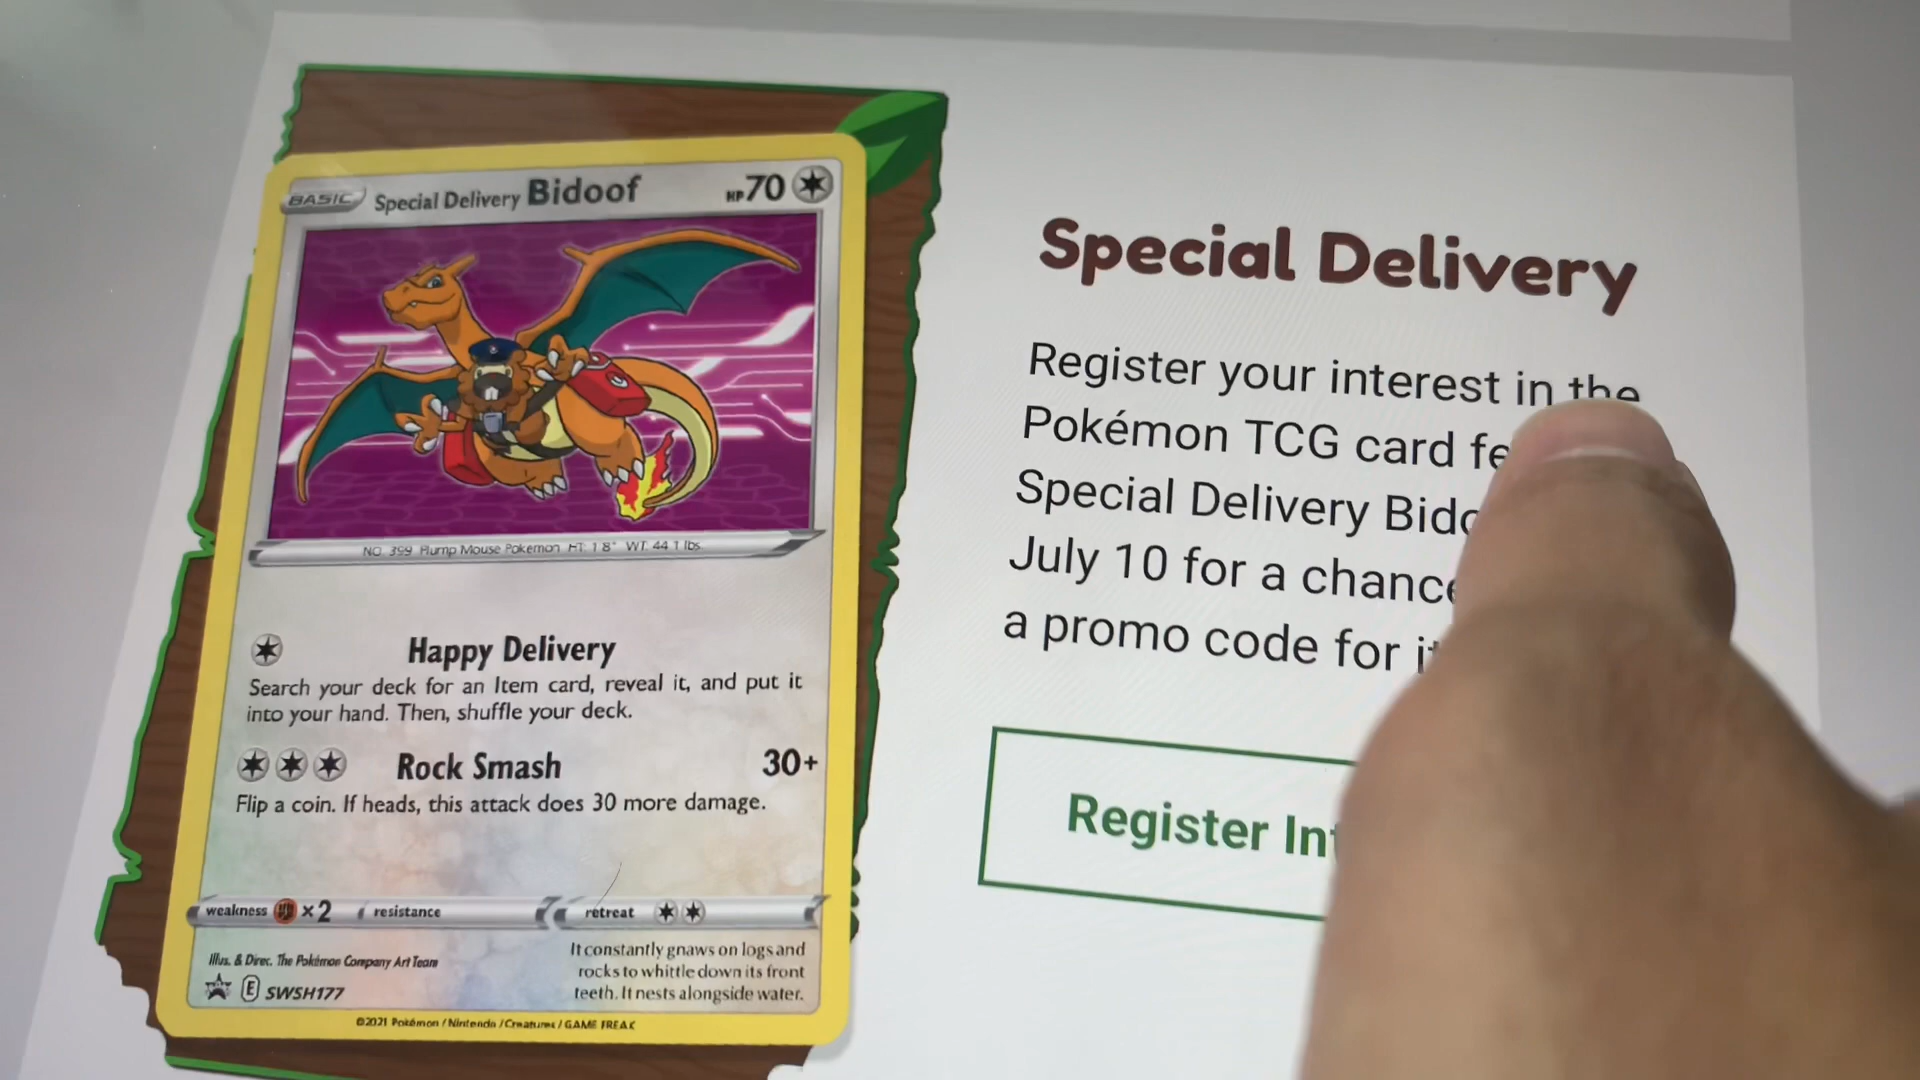 BASIC Special Delivery Bidoof HP70
NO. 399 Plump Mouse Pokémon HT: 1'8" WT: 44.1 lbs.
Happy Delivery
Search your deck for an Item card, reveal it, and put it
into your hand. Then, shuffle your deck.
Rock Smash 30+
Flip a coin. If heads, this attack does 30 more damage.
weakness ×2 resistance retreat
Illus. & Direc. The Pokémon Company Art Team
E SWSH177
It constantly gnaws on logs and
rocks to whittle down its front
teeth. It nests alongside water.
©2021 Pokémon / Nintendo / Creatures / GAME FREAK
Special Delivery
Register your interest in the
Pokémon TCG card
Special Delivery
July 10 for a chance
a promo code for
Register